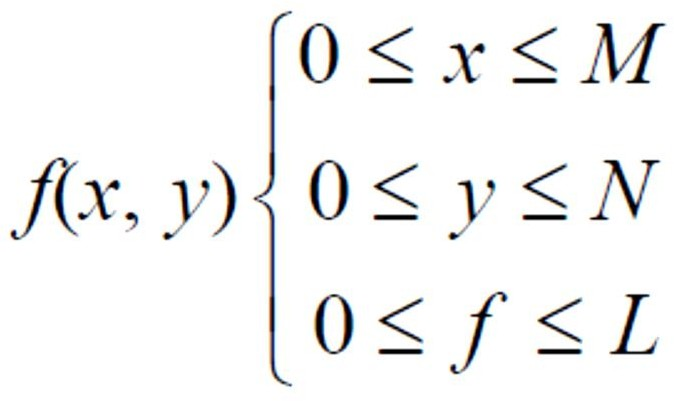 0 ≤ x ≤ M
f(x, y) { 0 ≤ y ≤ N
0 ≤ f ≤ L